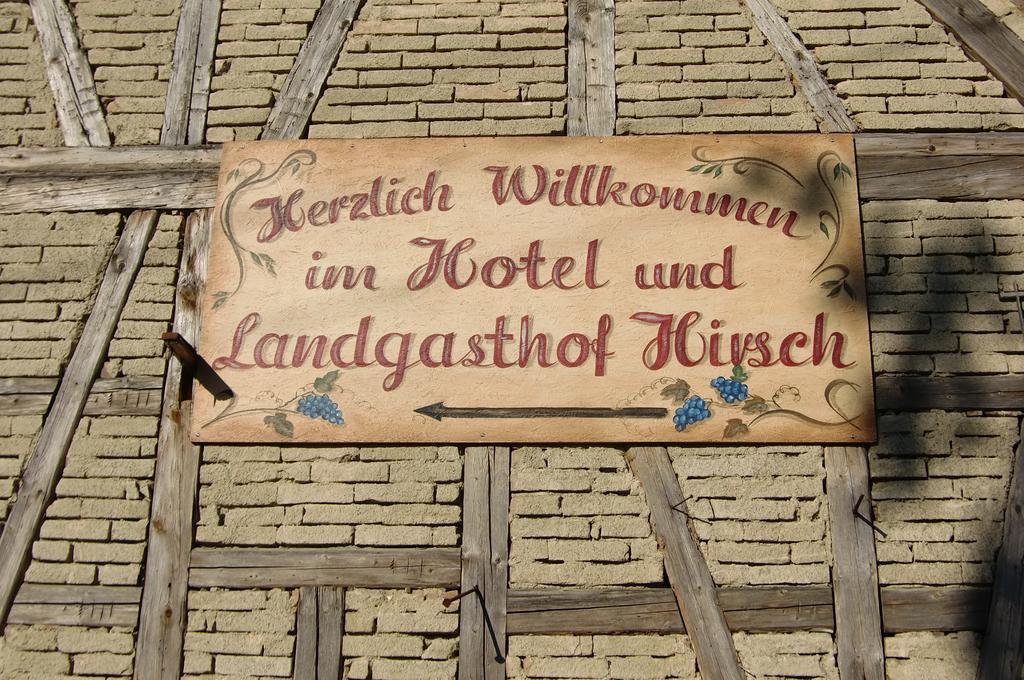 Herzlich Willkommen
im Hotel und
Landgasthof Hirsch